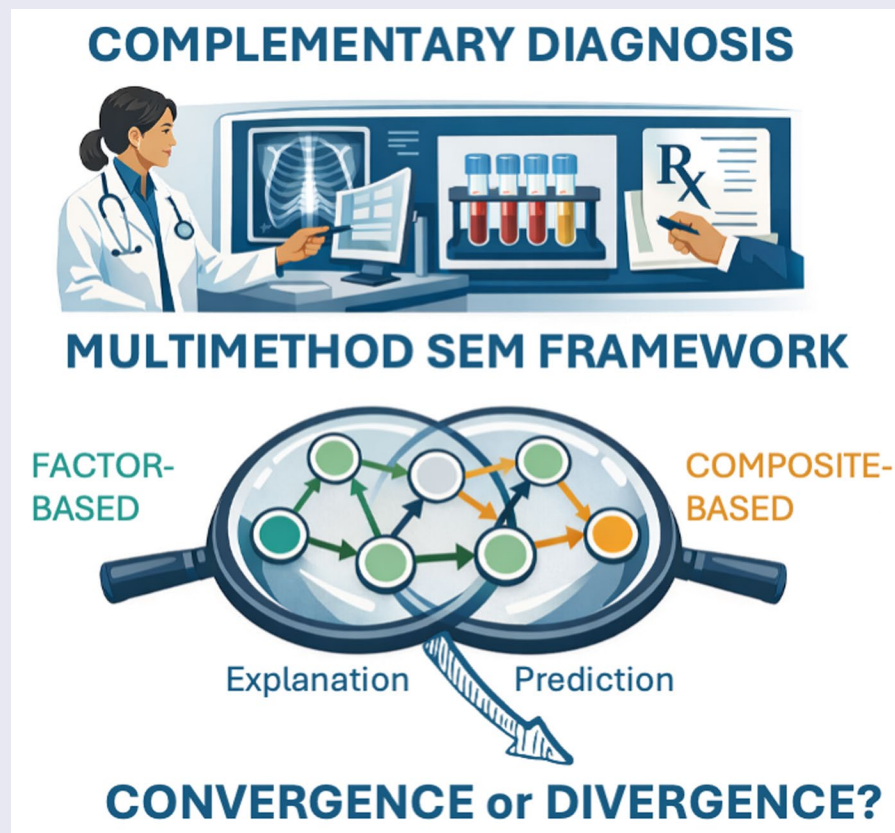 COMPLEMENTARY DIAGNOSIS
Rx
MULTIMETHOD SEM FRAMEWORK
FACTOR-
BASED
COMPOSITE-
BASED
Explanation
Prediction
CONVERGENCE or DIVERGENCE?